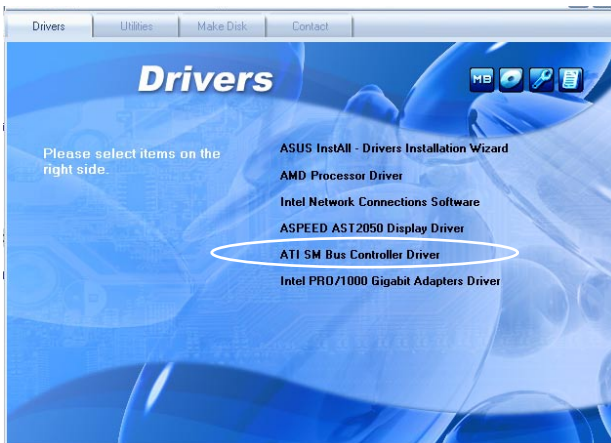 Drivers
Utilities
Make Disk
Contact
Drivers
MB
Please select items on the
right side.
ASUS InstAll - Drivers Installation Wizard
AMD Processor Driver
Intel Network Connections Software
ASPEED AST2050 Display Driver
ATI SM Bus Controller Driver
Intel PRO/1000 Gigabit Adapters Driver